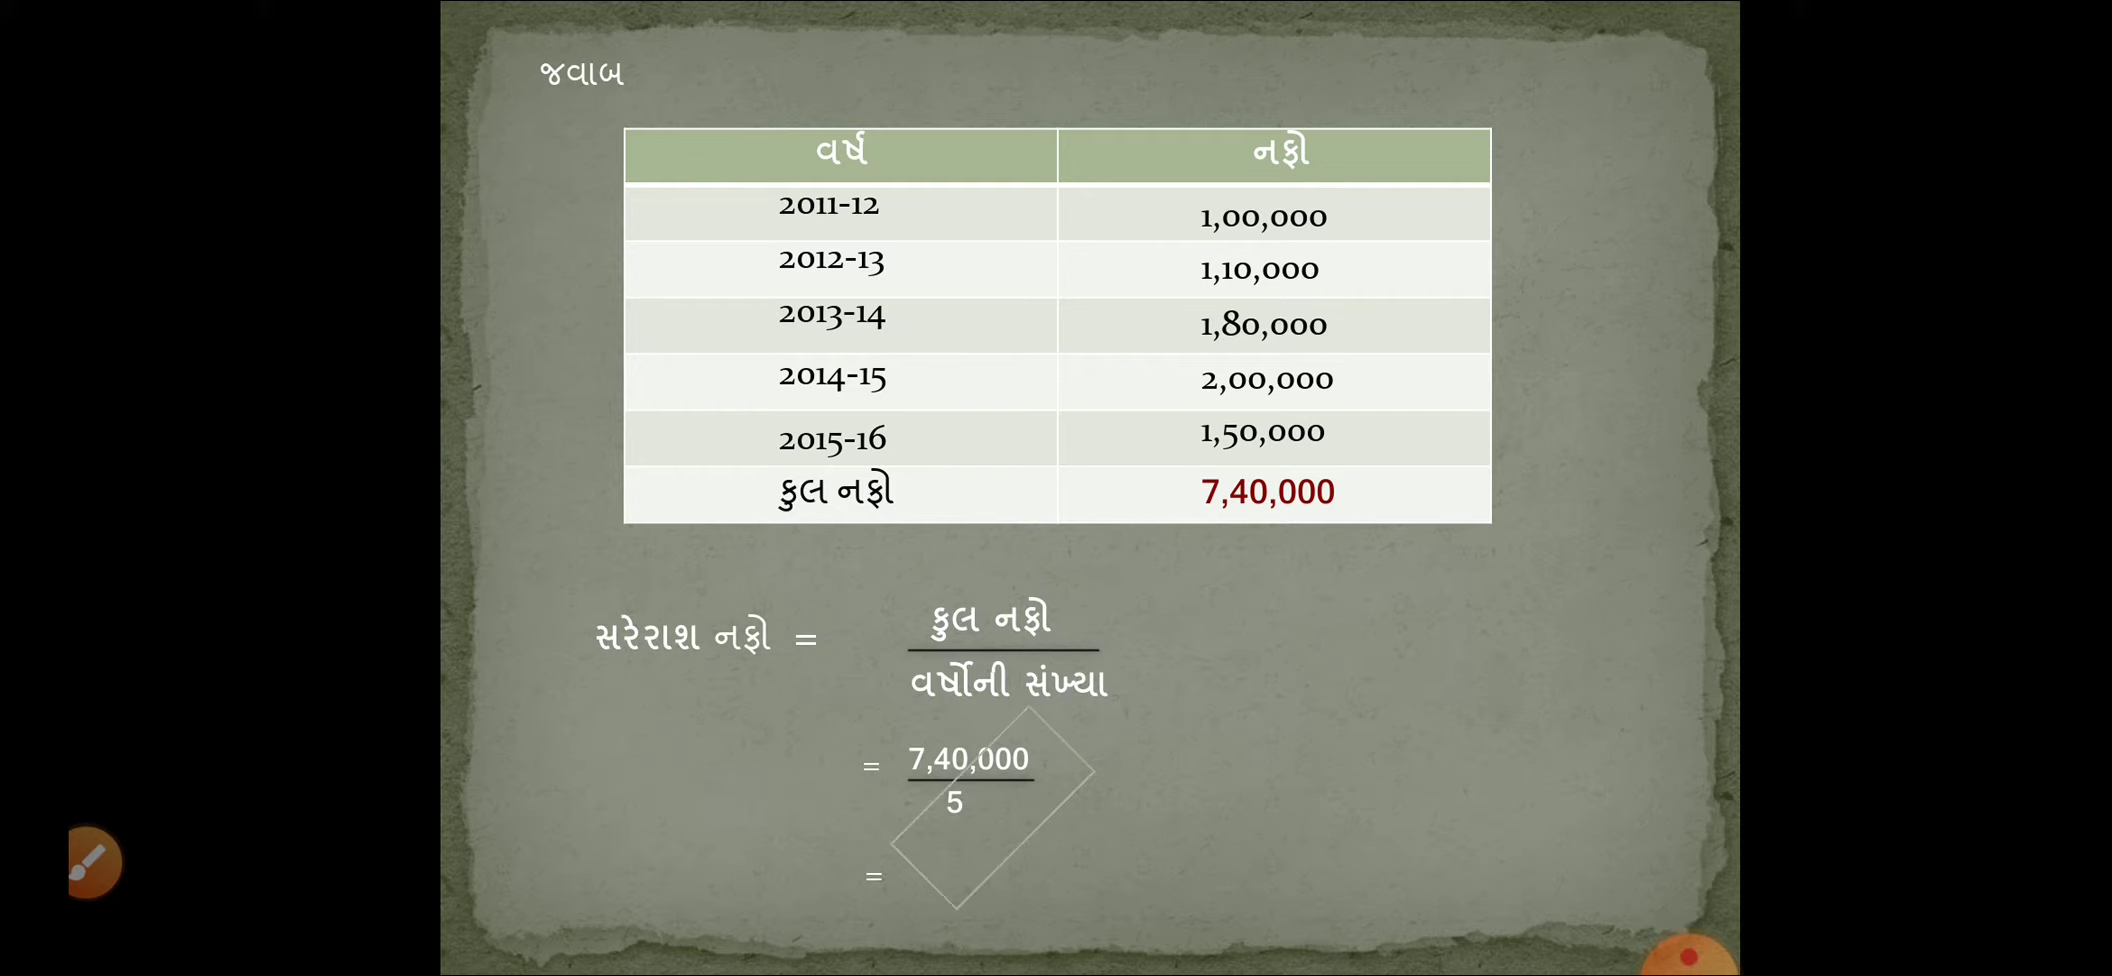 જવાબ
વર્ષ નફો
2011-12 1,00,000
2012-13 1,10,000
2013-14 1,80,000
2014-15 2,00,000
2015-16 1,50,000
કુલ નફો 7,40,000
સરેરાશ નફો = કુલ નફો
વર્ષોની સંખ્યા
= 7,40,000
5
=